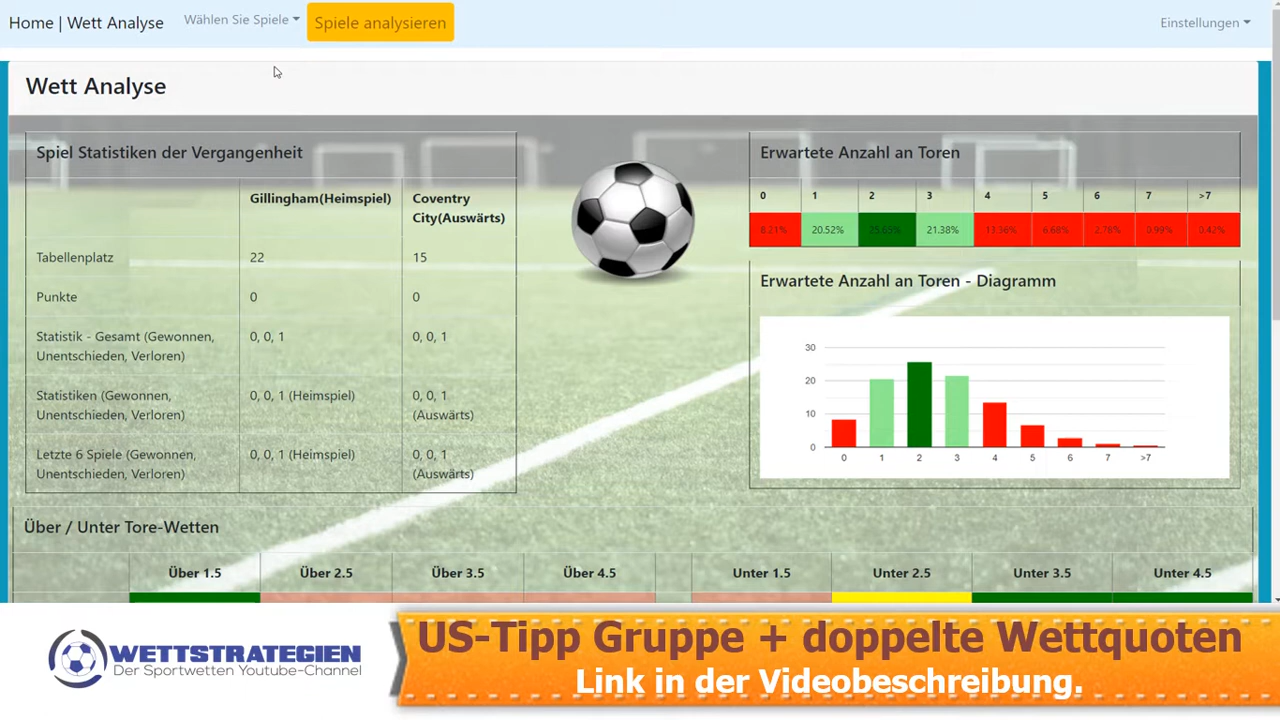 Home | Wett Analyse
Wählen Sie Spiele
Spiele analysieren
Einstellungen
Wett Analyse
Spiel Statistiken der Vergangenheit
Gillingham(Heimspiel)
Coventry
City(Auswärts)
Tabellenplatz 22 15
Punkte 0 0
Statistik - Gesamt (Gewonnen, 0, 0, 1 0, 0, 1
Unentschieden, Verloren)
Statistiken (Gewonnen, 0, 0, 1 (Heimspiel) 0, 0, 1
Unentschieden, Verloren) (Auswärts)
Letzte 6 Spiele (Gewonnen, 0, 0, 1 (Heimspiel) 0, 0, 1
Unentschieden, Verloren) (Auswärts)
Erwartete Anzahl an Toren
0 1 2 3 4 5 6 7 >7
8.21% 20.52% 25.65% 21.38% 13.36% 6.68% 2.78% 0.99% 0.42%
Erwartete Anzahl an Toren - Diagramm
30
20
10
0
0 1 2 3 4 5 6 7 >7
Über / Unter Tore-Wetten
Über 1.5 Über 2.5 Über 3.5 Über 4.5 Unter 1.5 Unter 2.5 Unter 3.5 Unter 4.5
WETTSTRATEGIEN
Der Sportwetten Youtube-Channel
US-Tipp Gruppe + doppelte Wettquoten
Link in der Videobeschreibung.